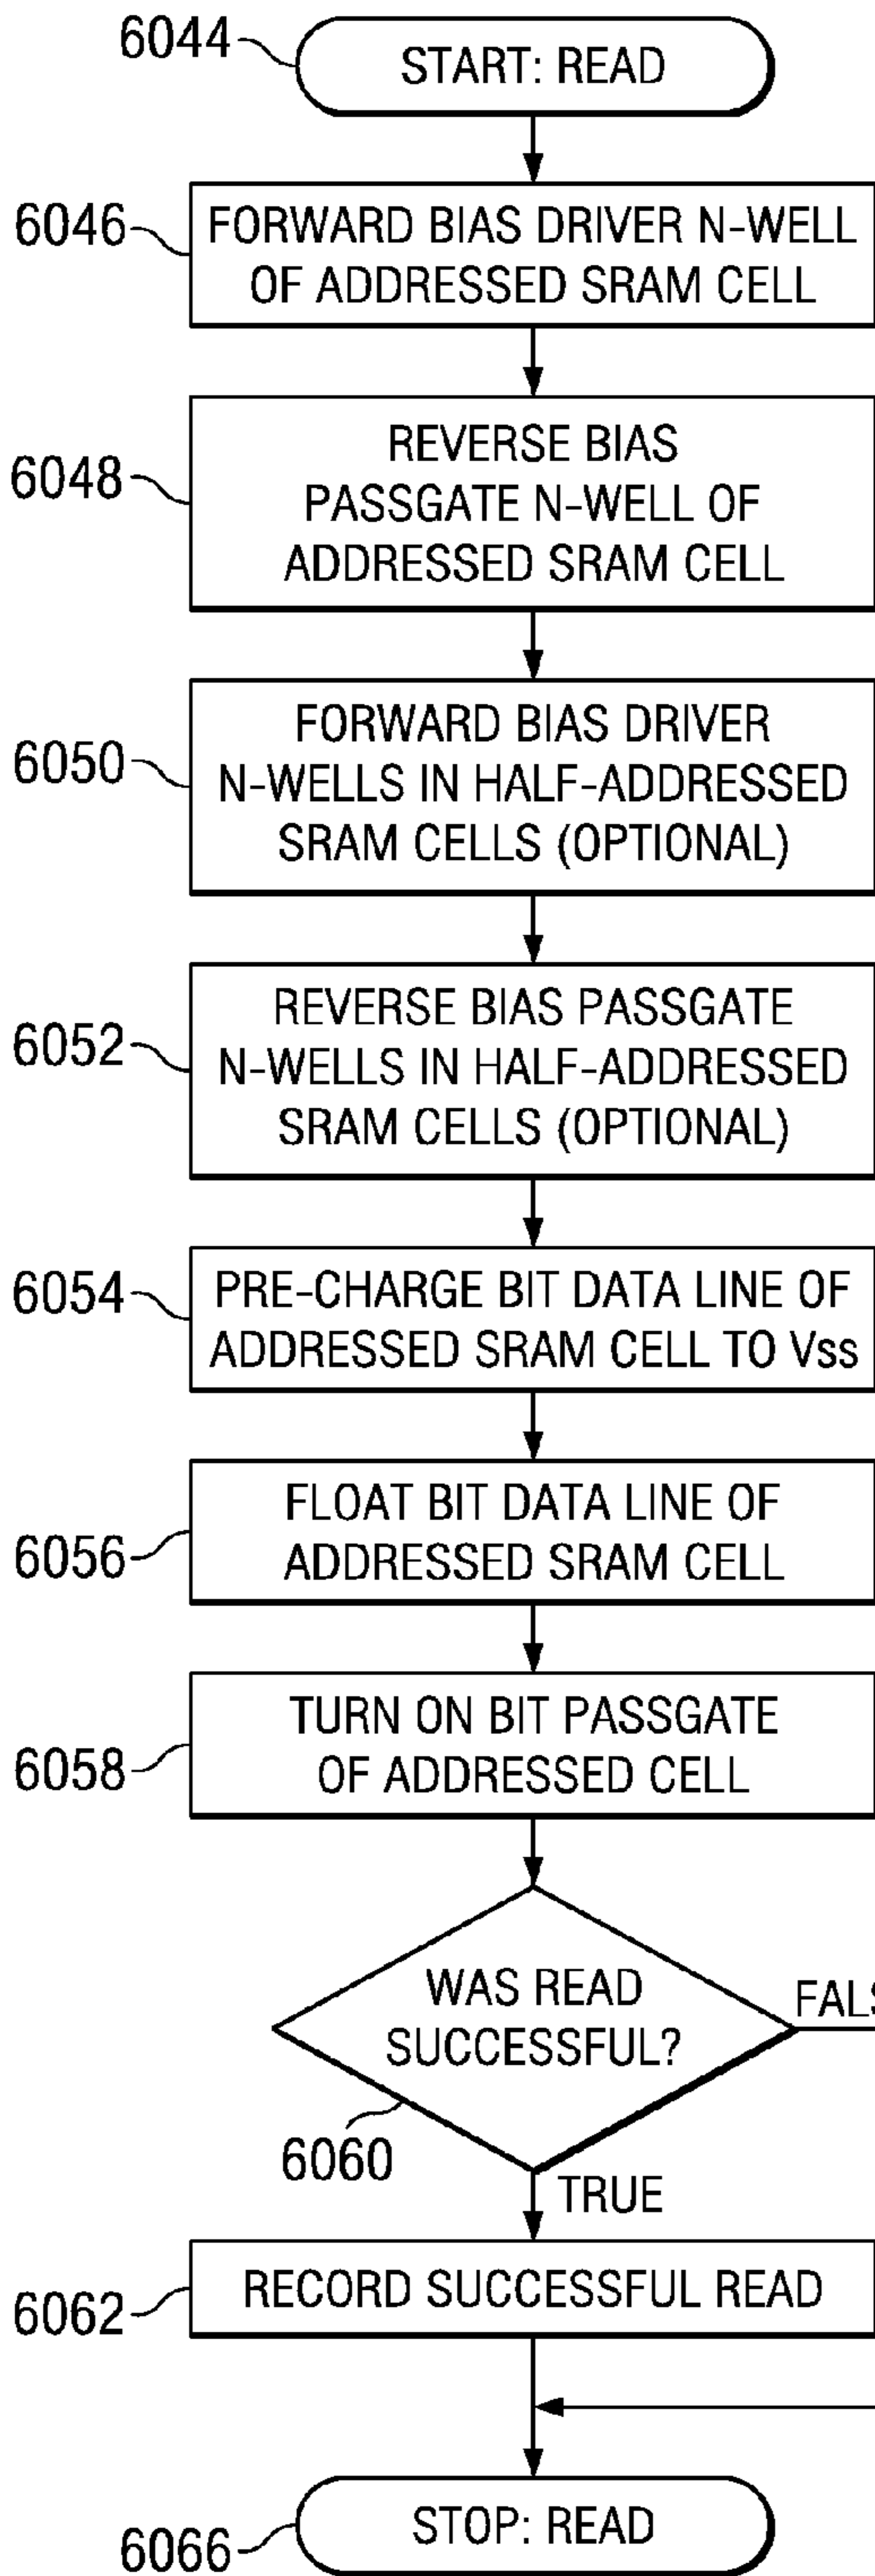 6044
START: READ
6046
FORWARD BIAS DRIVER N-WELL
OF ADDRESSED SRAM CELL
6048
REVERSE BIAS
PASSGATE N-WELL OF
ADDRESSED SRAM CELL
6050
FORWARD BIAS DRIVER
N-WELLS IN HALF-ADDRESSED
SRAM CELLS (OPTIONAL)
6052
REVERSE BIAS PASSGATE
N-WELLS IN HALF-ADDRESSED
SRAM CELLS (OPTIONAL)
6054
PRE-CHARGE BIT DATA LINE OF
ADDRESSED SRAM CELL TO Vss
6056
FLOAT BIT DATA LINE OF
ADDRESSED SRAM CELL
6058
TURN ON BIT PASSGATE
OF ADDRESSED CELL
WAS READ
SUCCESSFUL?
6060
TRUE
6062
RECORD SUCCESSFUL READ
6066
STOP: READ